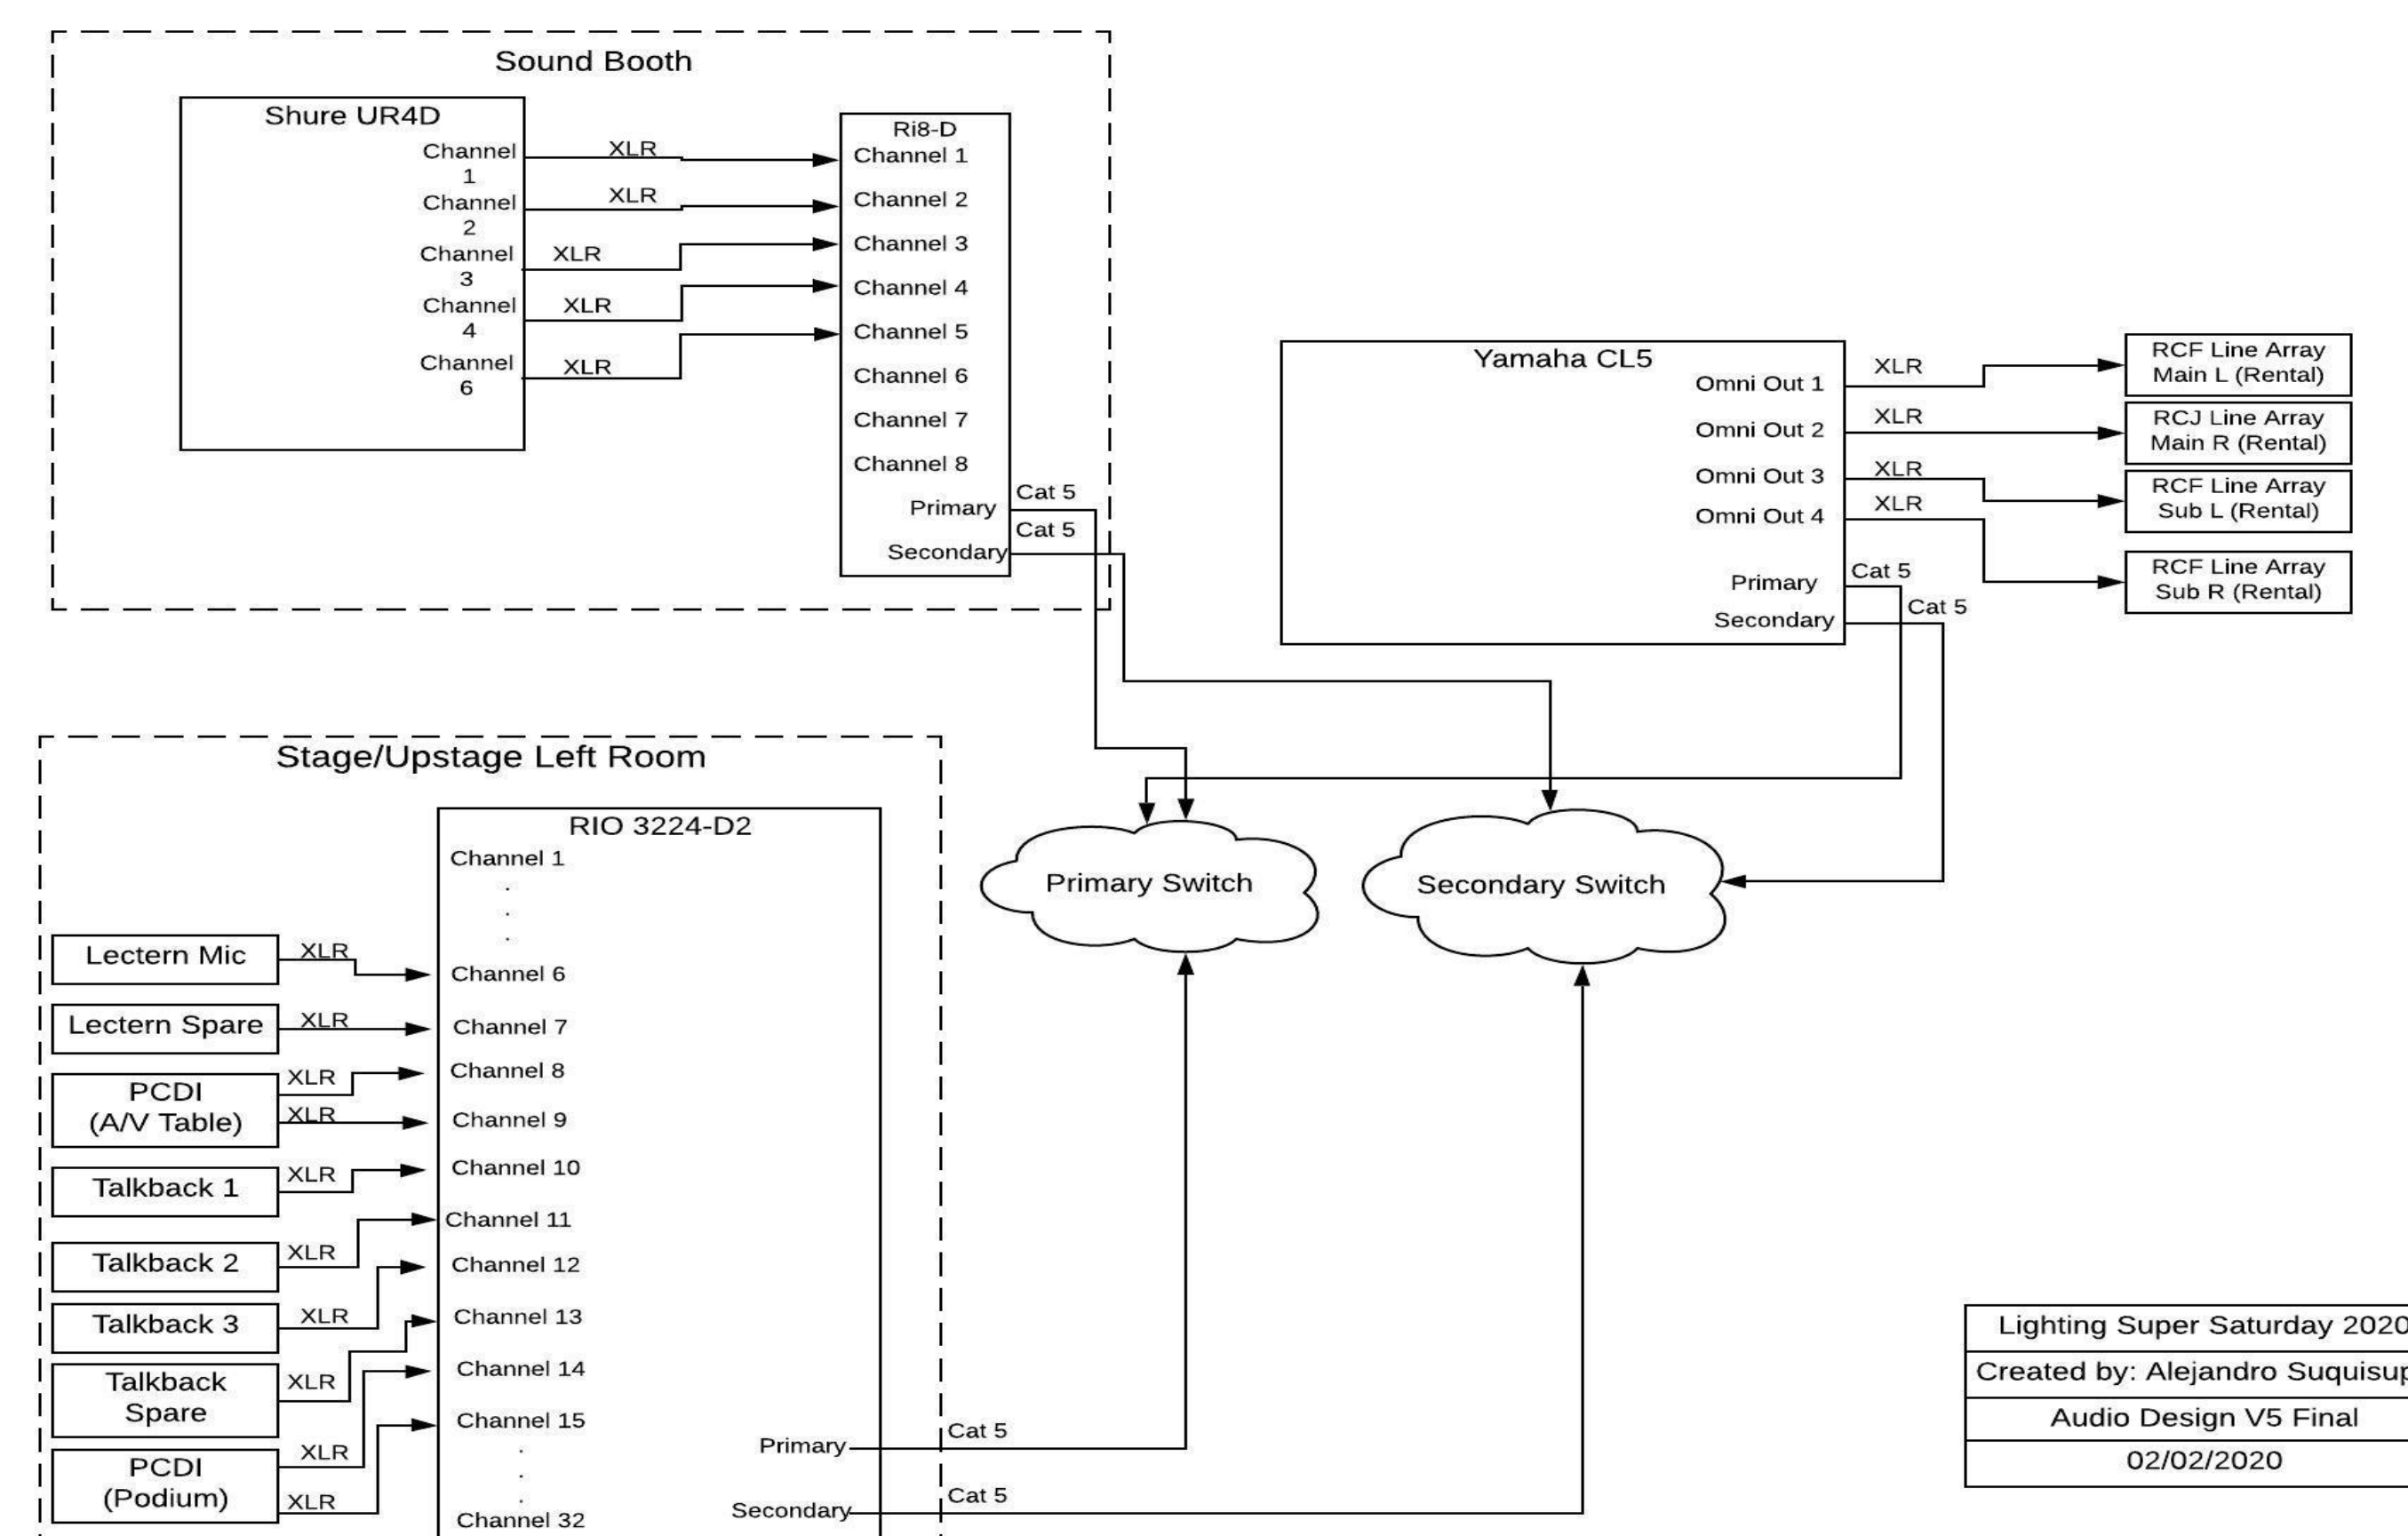 Sound Booth
Shure UR4D
Channel
1
Channel
2
Channel
3
Channel
4
Channel
6
XLR
XLR
XLR
XLR
XLR
Ri8-D
Channel 1
Channel 2
Channel 3
Channel 4
Channel 5
Channel 6
Channel 7
Channel 8
Primary
Secondary
Cat 5
Cat 5
Yamaha CL5
Omni Out 1
Omni Out 2
Omni Out 3
Omni Out 4
Primary
Secondary
XLR
XLR
XLR
XLR
Cat 5
Cat 5
RCF Line Array
Main L (Rental)
RCJ Line Array
Main R (Rental)
RCF Line Array
Sub L (Rental)
RCF Line Array
Sub R (Rental)
Stage/Upstage Left Room
Lectern Mic
Lectern Spare
PCDI
(A/V Table)
Talkback 1
Talkback 2
Talkback 3
Talkback
Spare
PCDI
(Podium)
XLR
XLR
XLR
XLR
XLR
XLR
XLR
XLR
XLR
XLR
RIO 3224-D2
Channel 1
.
.
.
Channel 6
Channel 7
Channel 8
Channel 9
Channel 10
Channel 11
Channel 12
Channel 13
Channel 14
Channel 15
.
.
.
Channel 32
Primary
Secondary
Cat 5
Cat 5
Primary Switch
Secondary Switch
Lighting Super Saturday 2020
Created by: Alejandro
Audio Design V5 Final
02/02/2020